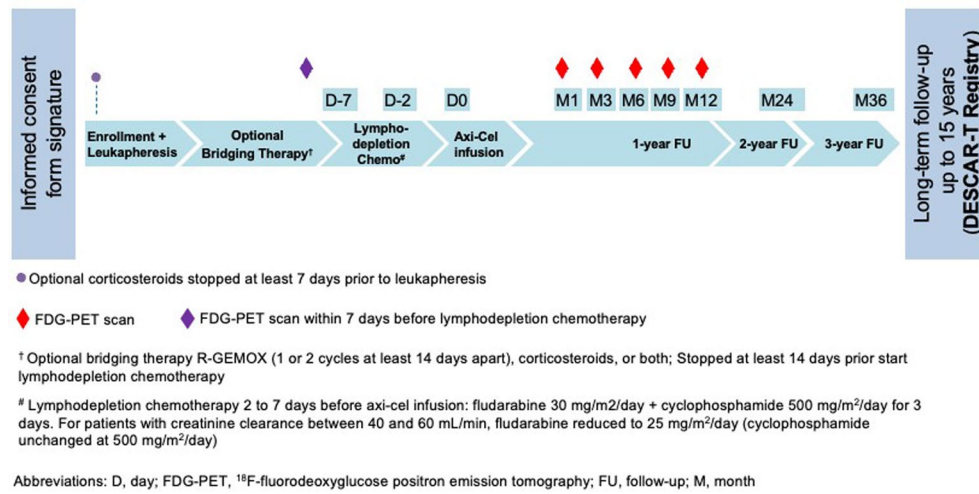 Informed consent
form signature
D-7
D-2
D0
M1
M3
M6
M9
M12
M24
M36
Enrollment +
Leukapheresis
Optional
Bridging Therapy†
Lympho-
depletion
Chemo#
Axi-Cel
infusion
1-year FU
2-year FU
3-year FU
Long-term follow-up
up to 15 years
(DESCAR-T Registry)
Optional corticosteroids stopped at least 7 days prior to leukapheresis
FDG-PET scan
FDG-PET scan within 7 days before lymphodepletion chemotherapy
† Optional bridging therapy R-GEMOX (1 or 2 cycles at least 14 days apart), corticosteroids, or both; Stopped at least 14 days prior start
lymphodepletion chemotherapy
# Lymphodepletion chemotherapy 2 to 7 days before axi-cel infusion: fludarabine 30 mg/m2/day + cyclophosphamide 500 mg/m²/day for 3
days. For patients with creatinine clearance between 40 and 60 mL/min, fludarabine reduced to 25 mg/m²/day (cyclophosphamide
unchanged at 500 mg/m²/day)
Abbreviations: D, day; FDG-PET, ¹⁸F-fluorodeoxyglucose positron emission tomography; FU, follow-up; M, month